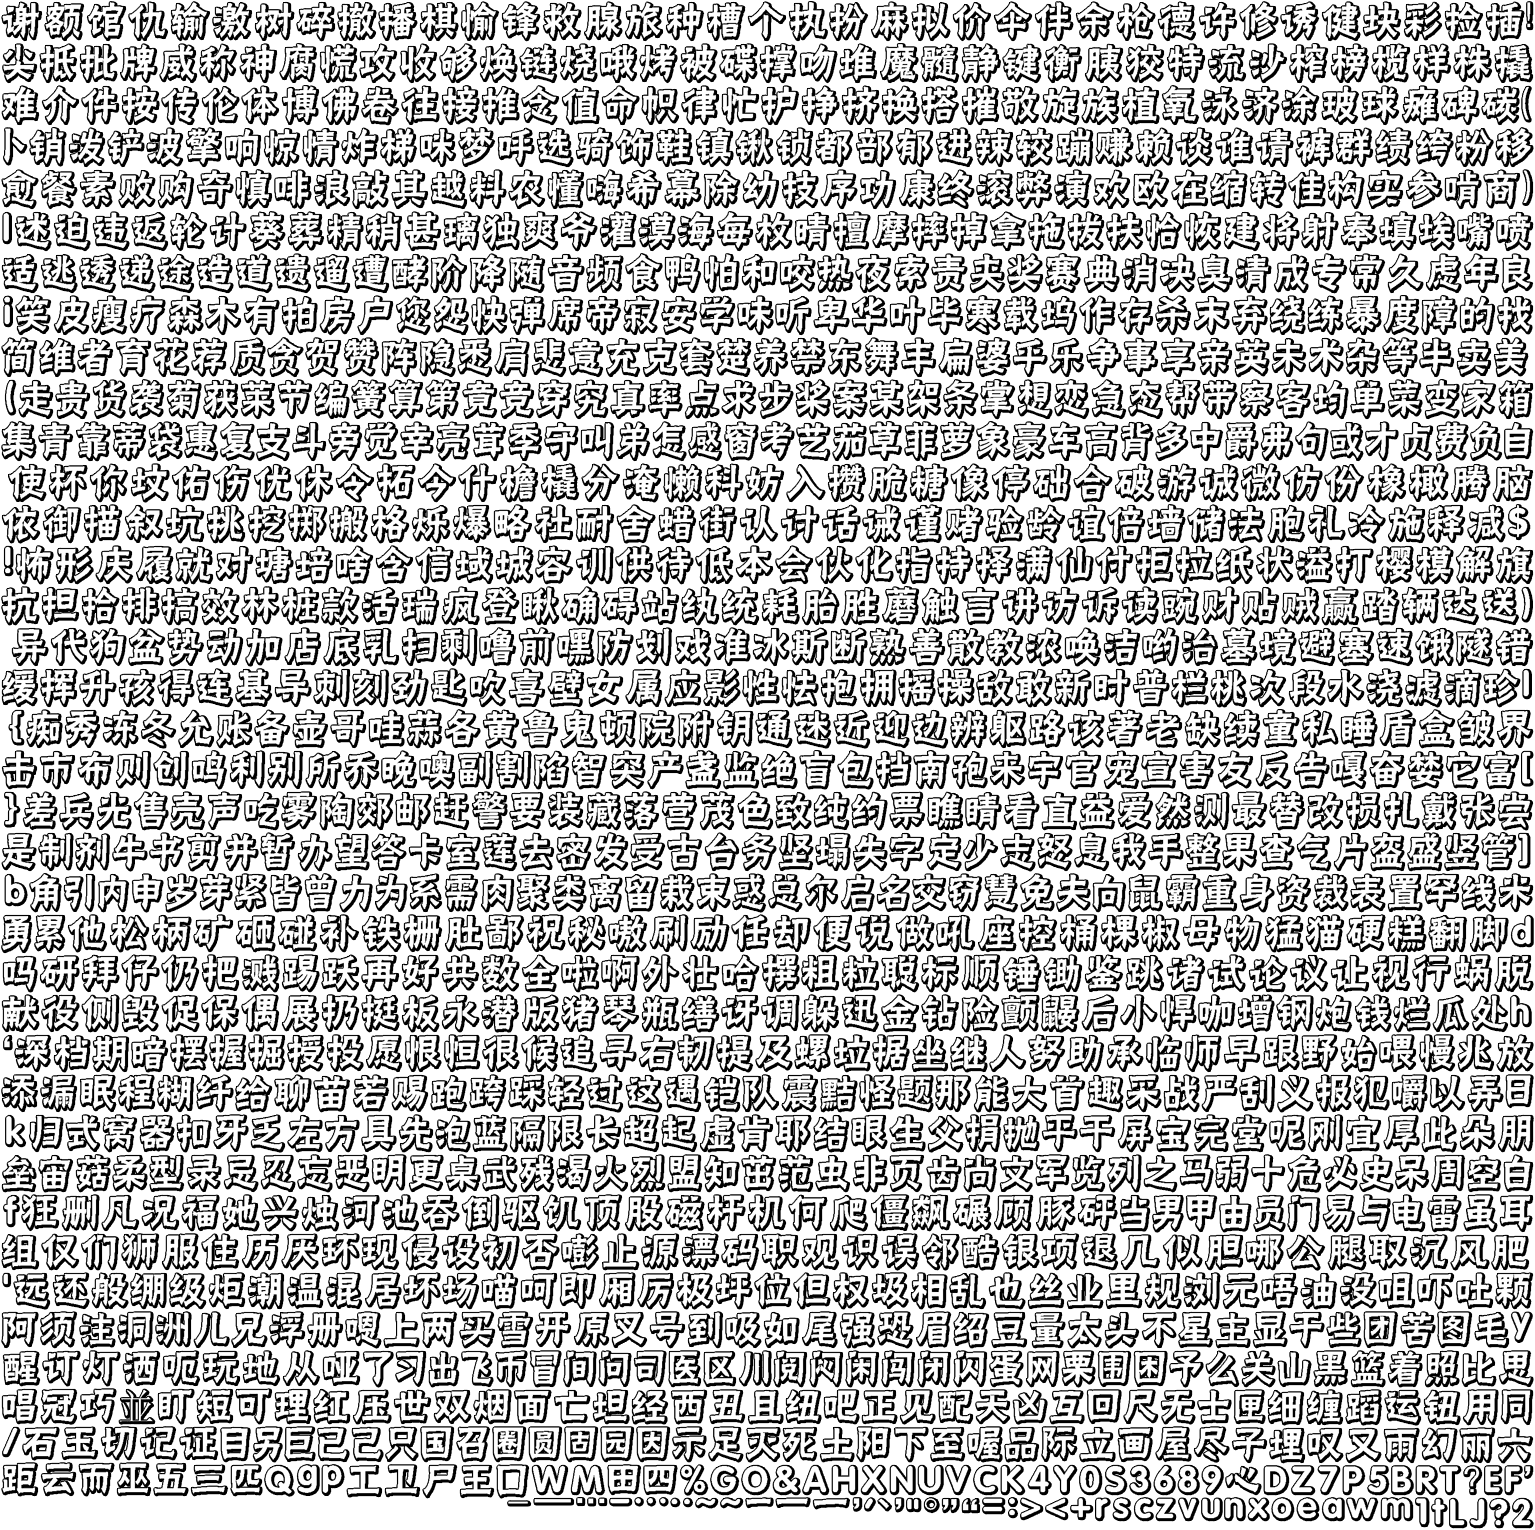 谢额馆仇输激树碎撤播棋愉锋救腺旅种槽个执扮麻拟价伞伴余枪德许修诱健块彩捡插l
尖抵批牌威称神腐慌攻收够焕链烧哦烤被碟撑吻堆魔髓静键衡胰狡特流沙榨榜榄样株撬
难介件按传伦体博佛卷往接推念值命帜律忙护挣挤换搭摧敬旋族植氧泳济涂玻球瘫碑碳(
卜销泼铲波擎响惊情炸梯咪梦呼选骑饰鞋镇锹锁都部郁进辣较蹦赚赖谈谁请裤群绩绔粉移
愈餐素败购奇慎啡浪敲其越料农懂嗨希幕除幼技序功康终滚弊演欢欧在缩转佳构实参啃商)
l迷迫违返轮计葵葬精稍甚璃独爽爷灌漠海每枚晴擅摩摔掉拿拖拔扶恰恢建将射奉填埃嘴喷
适逃透递途造道遗遛遭酵阶降随音频食鸭怕和咬热夜索责夹奖赛典消决臭清成专常久虑年良
i笑皮瘦疗森木有拍房户您怨快弹席帝寂安学味听卑华叶毕寒载坞作存杀末弃绕练暴度障的找
简维者育花荐质贪贺赞阵隐悉肩悲意充克套楚养禁东舞丰扁婆乎乐争事享亲英未术杂等半卖美
(走贵货袭菊获莱节编簧算第竟竞穿究真率点求步桨案某架条掌想恋急态帮带察客均单菜变家箱
集青靠蒂袋惠复支斗旁觉幸亮茸季守叫弟怎感窗考艺茄草菲萝象豪车高背多中爵弗句或才贞费负自
使杯你坟佑伤优休令拓今什檐橇分淹懒科妨入攒脆糖像停础合破游诚微仿份橡橄腾脑
依御描叙坑挑挖掷搬格烁爆略社耐舍蜡街认讨话诫谨赌验龄谊倍墙储法胞礼冷施释减$
!怖形庆履就对塘培啥含信域城容训供待低本会伙化指持择满仙付拒拉纸状溢打樱模解旗
抗担拾排搞效林桩款活瑞疯登瞅确碍站纨统耗胎胜蘑触言讲访诉读豌财贴贼赢踏辆达送)
异代狗盆势动加店底乳扫剩噜前嘿防划戏准冰斯断熟善散教浓唤洁哟治墓境避塞速饿隧错
缓挥升孩得连基导刺刻劲匙吹喜壁女属应影性怯抱拥摇操敌敢新时普栏桃次段水浇滤滴珍l
{痴秀冻冬允账备壶哥哇蒜各黄鲁鬼顿院附钥通迷近迎边辨躯路该著老缺续童私睡盾盒皱界
击市布则创鸣利别所乔晚噢副割陷智突产盏监绝盲包挡南孢来宇官宠宣害友反告嘎奋婪它富[
}差兵光售壳声吃雾陶郊邮赶警要装藏落营茂色致纯约票瞧睛看直益爱然测最替改损扎戴张尝
是制剂牛书剪并暂办望答卡室莲去密发受古台务坚塌失字定少志怒息我手整果查气片盔盛竖管]
b角引内申岁芽紧皆曾力为系需肉聚类离留栽束惑总尔启名交窃慧免夫向鼠霸重身资裁表置罕线米
勇累他松柄矿砸碰补铁栅肚鄙祝秘嗷刷励任却便说做吼座控桶棵椒母物猛猫硬糕翻脚d
吗研拜仔仍把溅踢跃再好共数全啦啊外壮哈撰粗粒聪标顺锤锄鉴跳诸试论议让视行蜗脱
献役侧毁促保偶展扔挺板永潜版猪琴瓶缮讶调躲迅金钻险颤鼹后小悍咖增钢炮钱烂瓜处h
‘深档期暗摆握掘授投愿恨恒很候追寻右韧提及螺垃据坐继人努助承临师早跟野始喂慢兆放
添漏眠程糊纤给聊苗若赐跑跨踩轻过这遇铠队震黠怪题那能大首趣采战严刮义报犯嚼以弄日
k归式窝器扣牙乏左方具先泡蓝隔限长超起虚肯耶结眼生父捐抛平干屏宝完堂呢刚宜厚此朵朋
垒宙菇柔型录忌忍忘恶明更桌武残渴火烈盟知茁范虫非页齿尚文军览列之马弱十危必史呆周空白
f狂删凡况福她兴烛河池吞倒驱饥顶股磁杆机何爬僵飙碾顾豚砰当男甲由员门易与电雷虽耳
组仅们狮服住历厌环现侵设初否嘭止源漂码职观识误邻酷银项退几似胆哪公腿取沉风肥
'远还般绷级炬潮温混居坏场喵呵即厢厉极坪位但权圾相乱也丝业里规浏元唔油没咀吓吐颗
阿须注洞洲儿兄浮册嗯上两买雪开原叉号到吸如尾强恐眉绍豆量太头不星主显于些团苦图毛y
醒订灯洒呃玩地从哑了习出飞币冒间问司医区川阅闷闲闯闭闪蛋网栗围困予么关山黑篮着照比思
唱冠巧並盯短可理红压世双烟面亡坦经西丑且纽吧正见配天凶互回尺无士匣细缠蹈运钮用同
/石玉切记证目另巨已己只国召圈圆固园因示足灭死土阳下至喔品际立画屋尽子埋叹又雨幻丽六
距云而巫五三匹Qgp工卫尸王口WM田四%GO&AHXNUVCK4Y0S3689心DZ7P5BRT?EF'
=:><+rsczvunxoeawm1tLJ?2